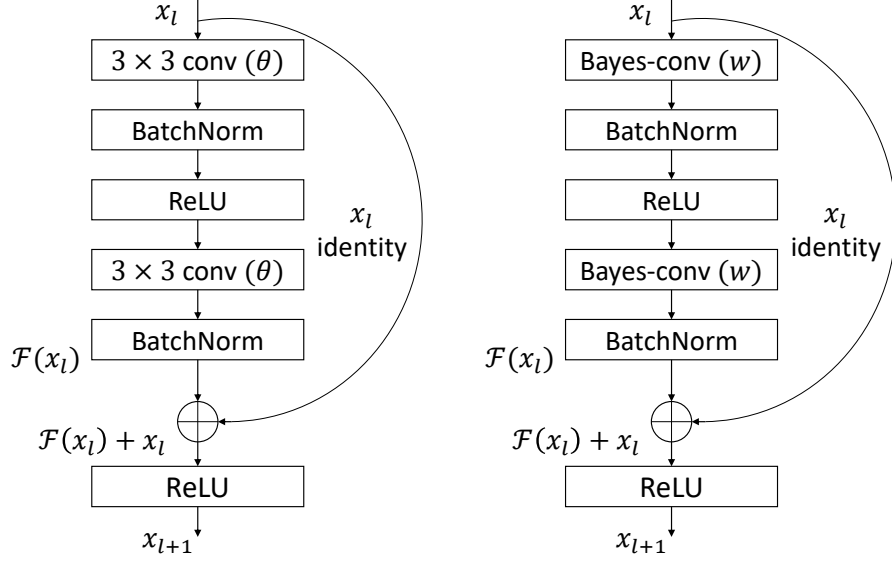 x_l
3 × 3 conv (θ)
BatchNorm
ReLU
x_l
identity
3 × 3 conv (θ)
BatchNorm
ℱ(x_l)
ℱ(x_l) + x_l
ReLU
x_{l+1}
x_l
Bayes-conv (w)
BatchNorm
ReLU
x_l
identity
Bayes-conv (w)
BatchNorm
ℱ(x_l)
ℱ(x_l) + x_l
ReLU
x_{l+1}